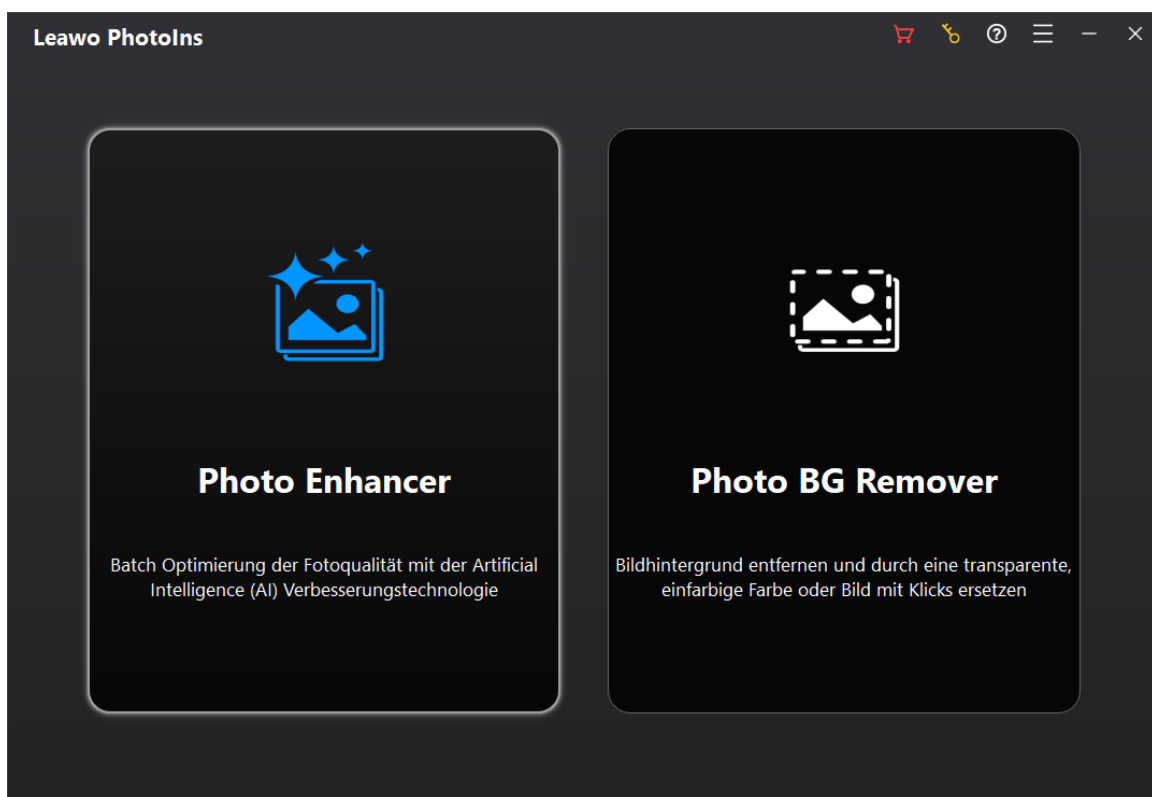 Leawo PhotoIns
Photo Enhancer
Batch Optimierung der Fotoqualität mit der Artificial
Intelligence (AI) Verbesserungstechnologie
Photo BG Remover
Bildhintergrund entfernen und durch eine transparente,
einfarbige Farbe oder Bild mit Klicks ersetzen